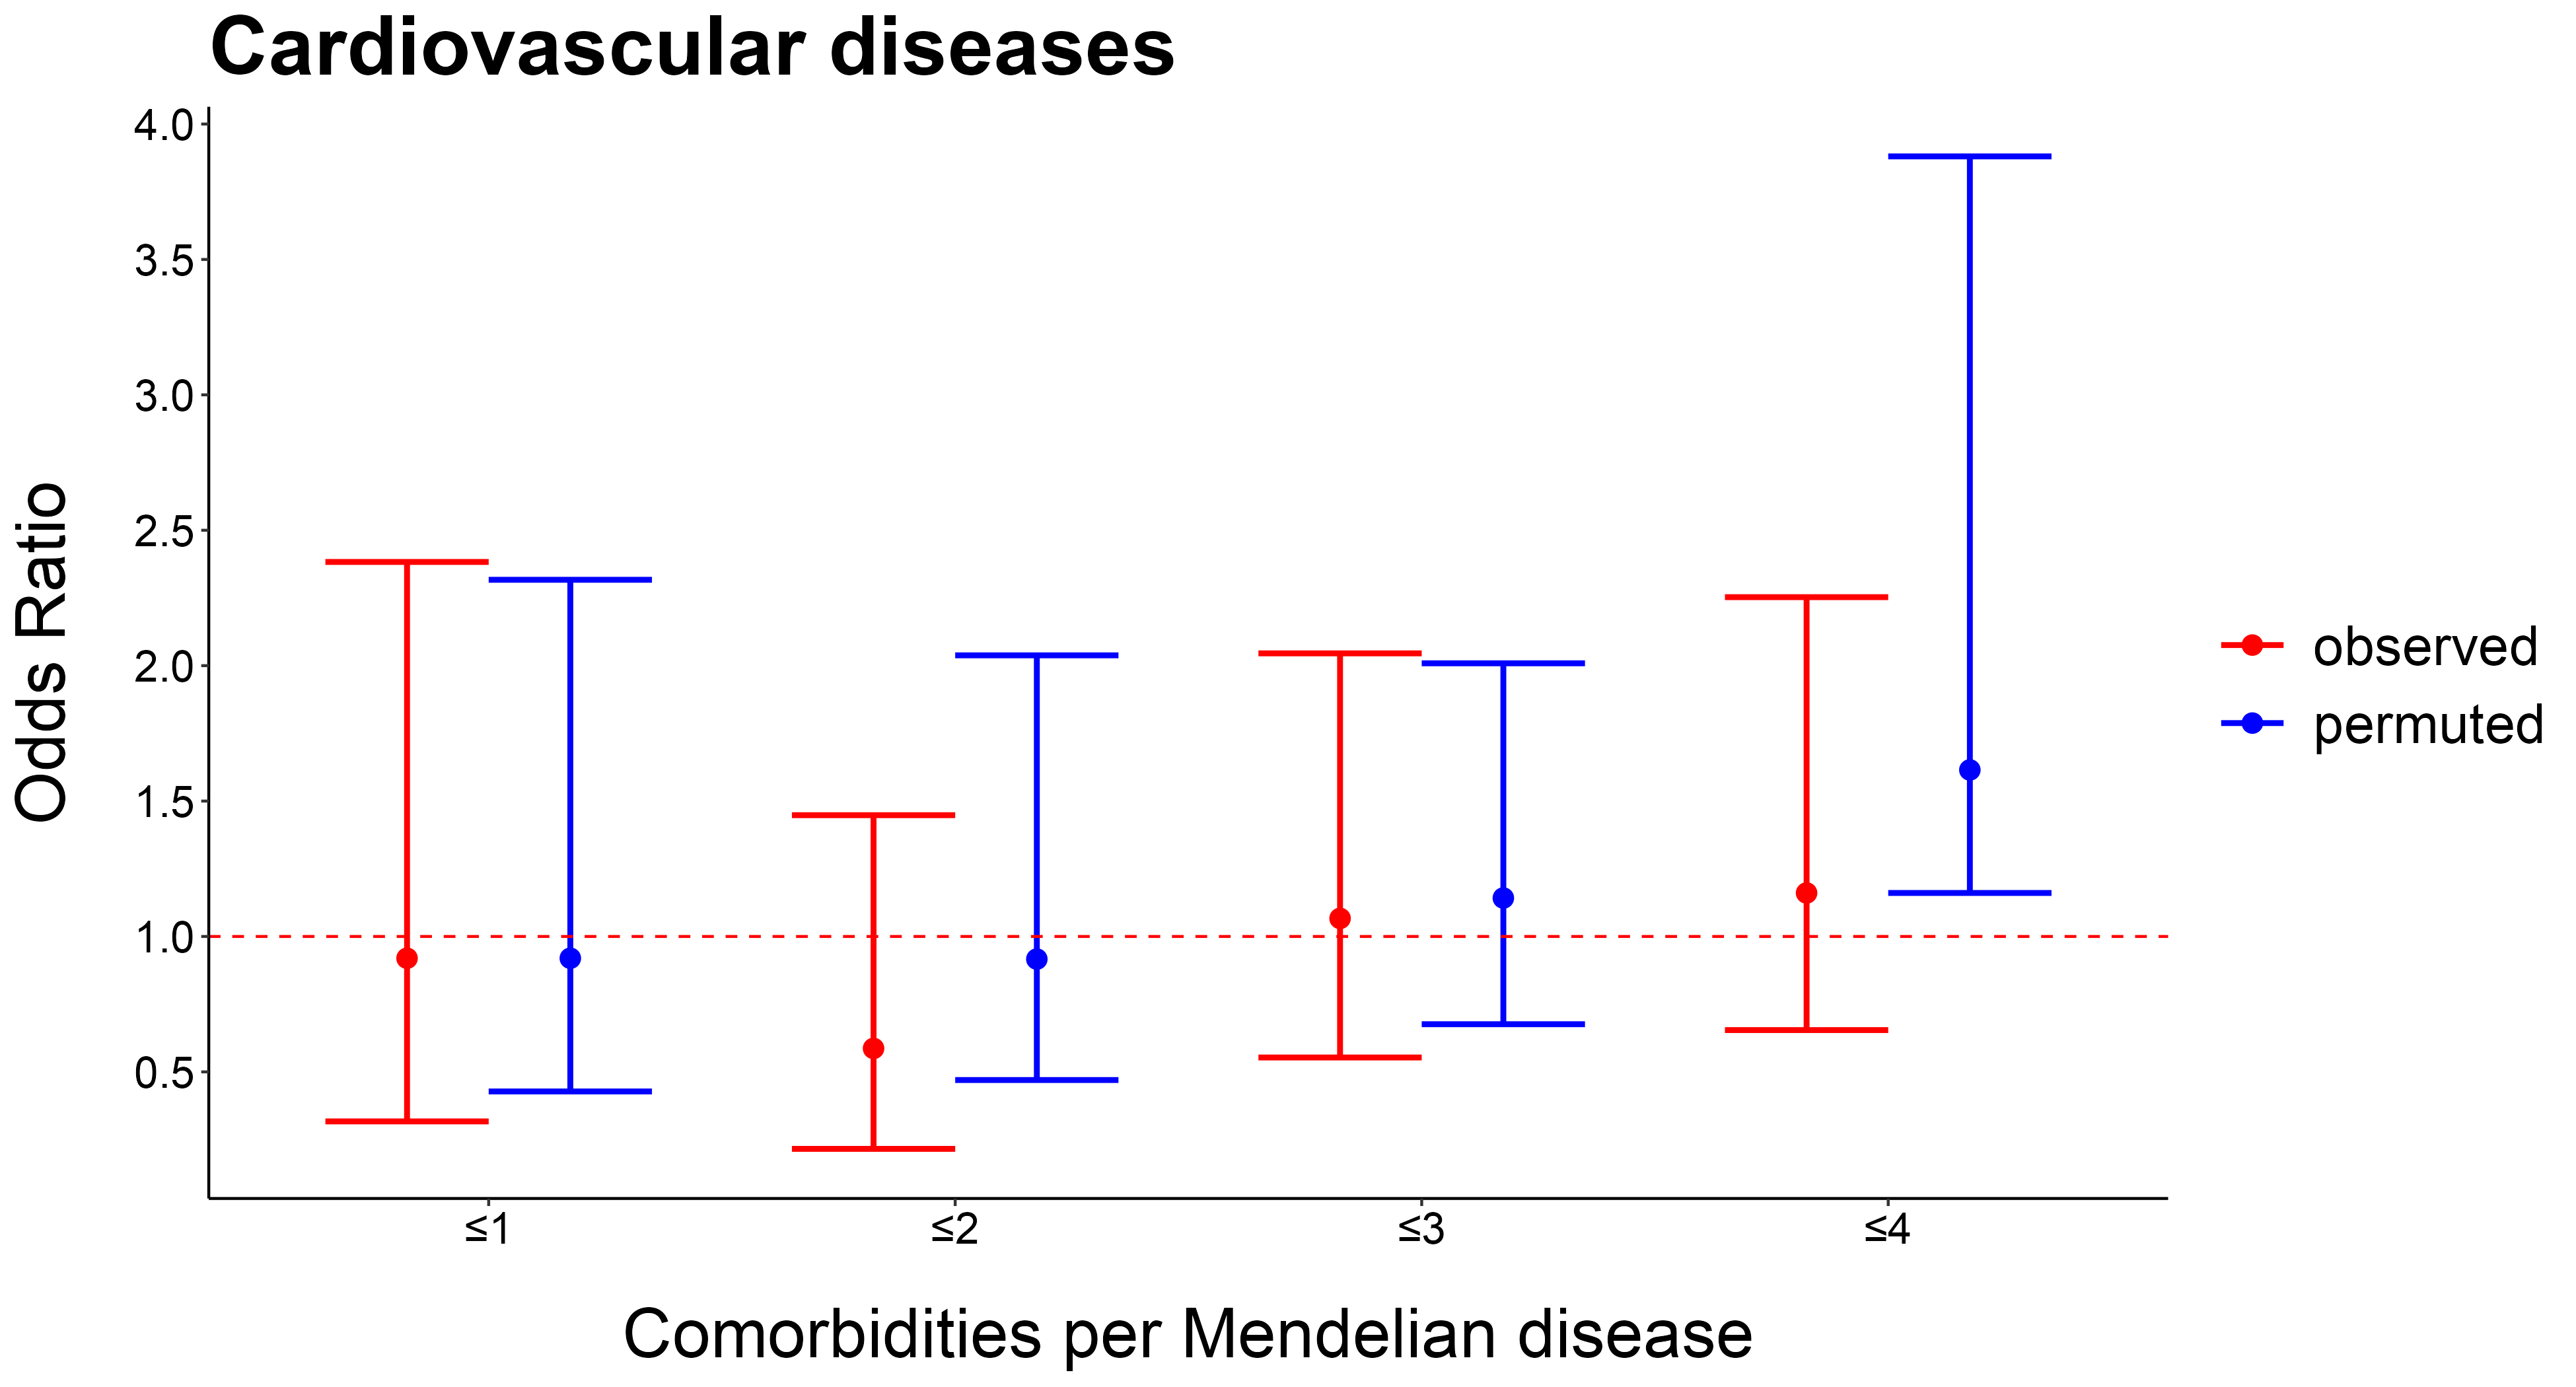 Cardiovascular diseases
Odds Ratio
4.0
3.5
3.0
2.5
2.0
1.5
1.0
0.5
≤1 ≤2 ≤3 ≤4
Comorbidities per Mendelian disease
observed
permuted